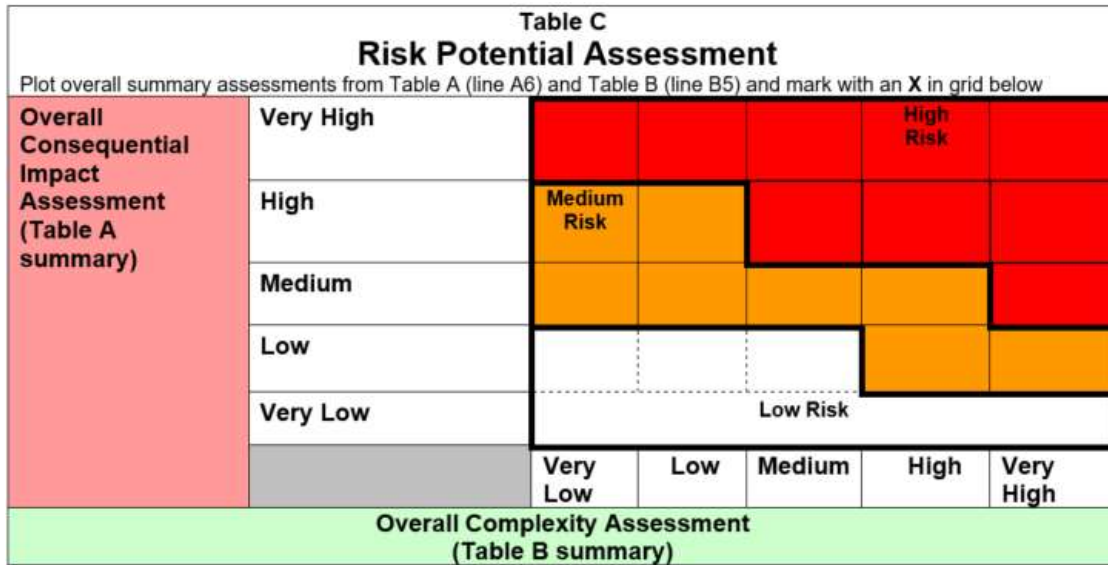 Table C
Risk Potential Assessment
Plot overall summary assessments from Table A (line A6) and Table B (line B5) and mark with an X in grid below
Overall
Consequential
Impact
Assessment
(Table A
summary)
Very High
High
Risk
High
Medium
Risk
Medium
Low
Very Low
Low Risk
Very
Low
Low
Medium
High
Very
High
Overall Complexity Assessment
(Table B summary)